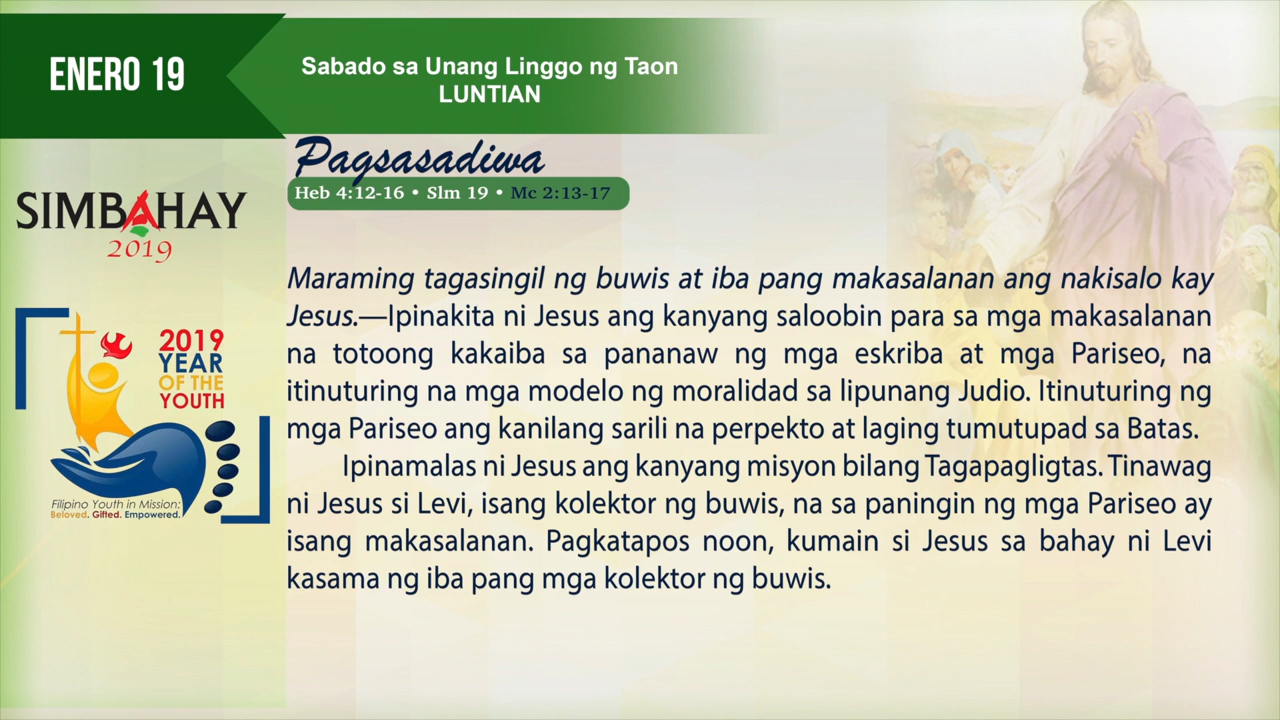 ENERO 19
Sabado sa Unang Linggo ng Taon
LUNTIAN
Pagsasadiwa
Heb 4:12-16 • Slm 19 • Mc 2:13-17
SIMBAHAY
2019
2019
YEAR
OF THE
YOUTH
Filipino Youth in Mission:
Beloved. Gifted. Empowered.
Maraming tagasingil ng buwis at iba pang makasalanan ang nakisalo kay
Jesus.—Ipinakita ni Jesus ang kanyang saloobin para sa mga makasalanan
na totoong kakaiba sa pananaw ng mga eskriba at mga Pariseo, na
itinuturing na mga modelo ng moralidad sa lipunang Judio. Itinuturing ng
mga Pariseo ang kanilang sarili na perpekto at laging tumutupad sa Batas.
Ipinamalas ni Jesus ang kanyang misyon bilang Tagapagligtas. Tinawag
ni Jesus si Levi, isang kolektor ng buwis, na sa paningin ng mga Pariseo ay
isang makasalanan. Pagkatapos noon, kumain si Jesus sa bahay ni Levi
kasama ng iba pang mga kolektor ng buwis.